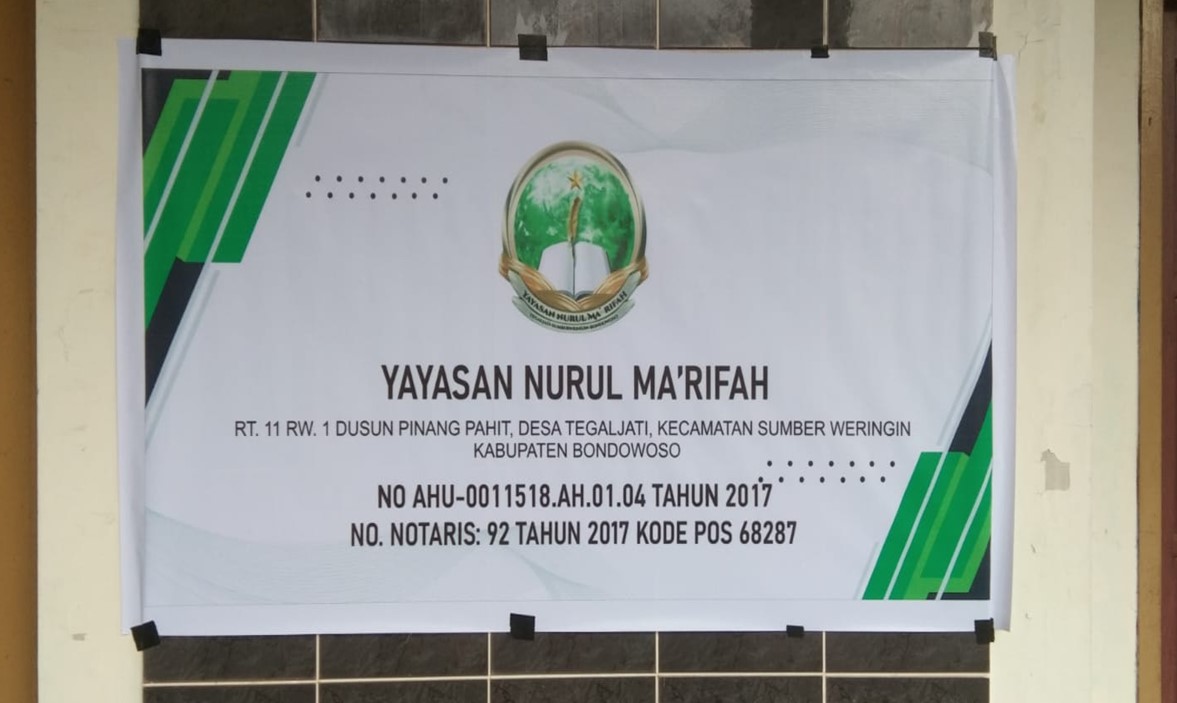 YAYASAN NURUL MA'RIFAH
YAYASAN NURUL MA'RIFAH
RT. 11 RW. 1 DUSUN PINANG PAHIT, DESA TEGALJATI, KECAMATAN SUMBER WERINGIN
KABUPATEN BONDOWOSO
NO AHU-0011518.AH.01.04 TAHUN 2017
NO. NOTARIS: 92 TAHUN 2017 KODE POS 68287